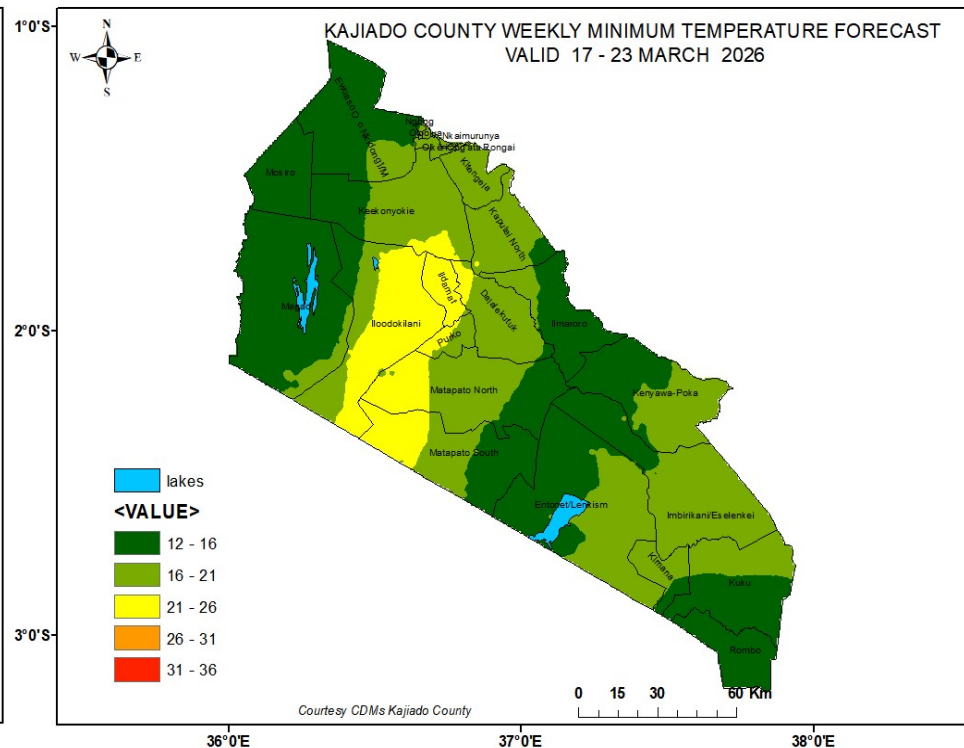 KAJIADO COUNTY WEEKLY MINIMUM TEMPERATURE FORECAST
VALID 17 - 23 MARCH 2026
N
W E
S
1°0'S
2°0'S
3°0'S
36°0'E
37°0'E
38°0'E
Ngong
Nkaimurunya
Rongai
Kitengela
Mosiro
Keekonyokie
Kaputei North
Ildamat
Dalalekutuk
Iloodokilani
Purko
Ilmaroro
Matapato North
Kenyawa-Poka
Matapato South
Entonet/Lenkism
Imbirikani/Eselenkei
Kimana
Kuku
Rombo
lakes
<VALUE>
12 - 16
16 - 21
21 - 26
26 - 31
31 - 36
Courtesy CDMs Kajiado County
0 15 30 60 Km